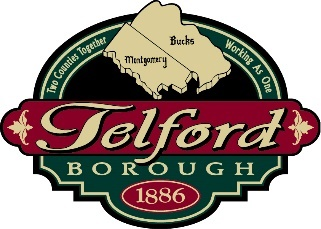 Two Counties Together
Working As One
Bucks
Montgomery
Telford
BOROUGH
1886